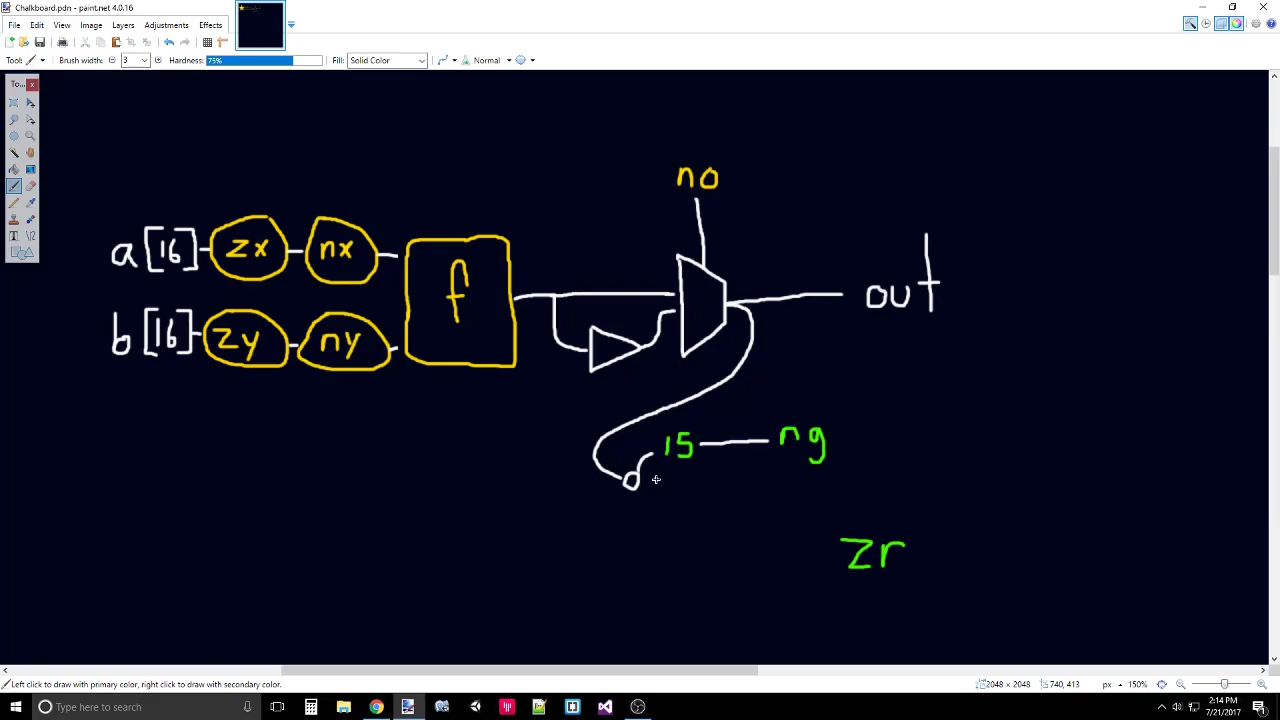 Chalkboard.pdn - paint.net 4.0.16
File Edit View Image Layers Adjustments Effects
Tool: Brush width: 3 Hardness: 75% Fill: Solid Color Normal
To...
no
a[16] zx nx
f
out
b[16] zy ny
15 ng
zr
Left click to draw with primary color, right click to draw with secondary color. 2048 × 2048 740, 413 px 150%
Type here to search
2:14 PM
7/21/2017